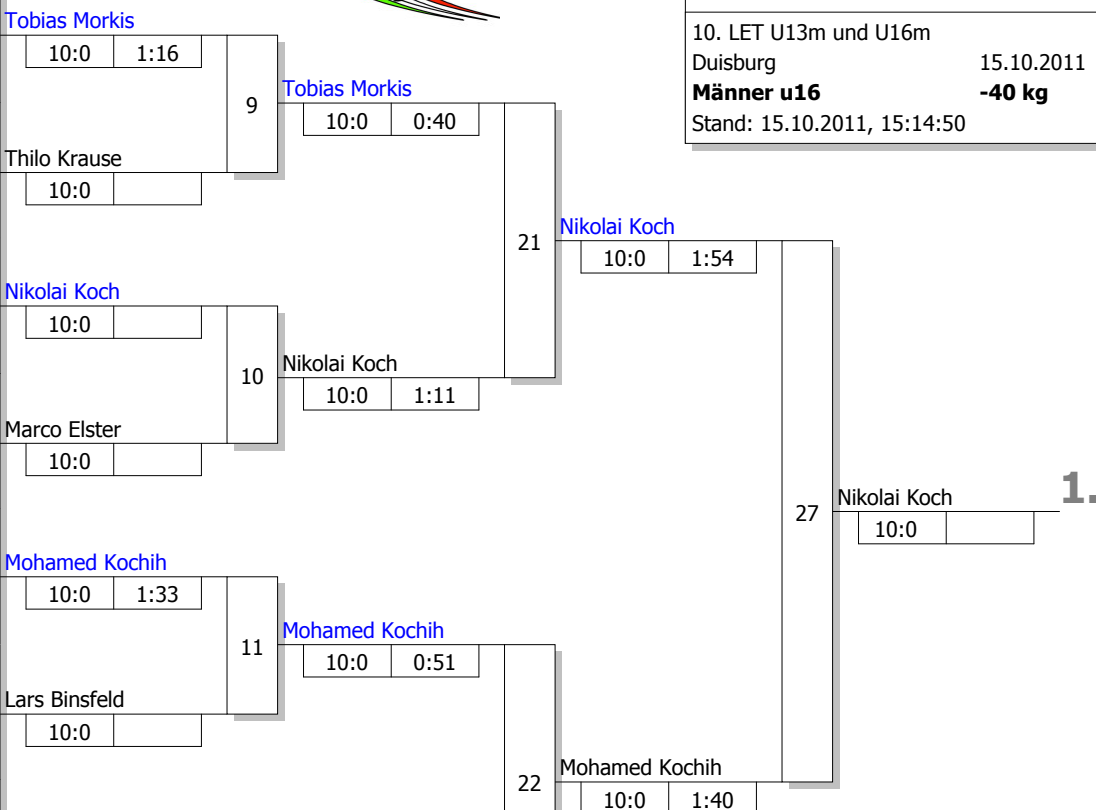 Tobias Morkis
10:0 1:16
9
Thilo Krause
10:0
Tobias Morkis
10:0 0:40
10. LET U13m und U16m
Duisburg 15.10.2011
Männer u16 -40 kg
Stand: 15.10.2011, 15:14:50
21
Nikolai Koch
10:0 1:54
Nikolai Koch
10:0
10
Marco Elster
10:0
Nikolai Koch
10:0 1:11
27
Nikolai Koch
10:0
1.
Mohamed Kochih
10:0 1:33
11
Lars Binsfeld
10:0
Mohamed Kochih
10:0 0:51
22
Mohamed Kochih
10:0 1:40